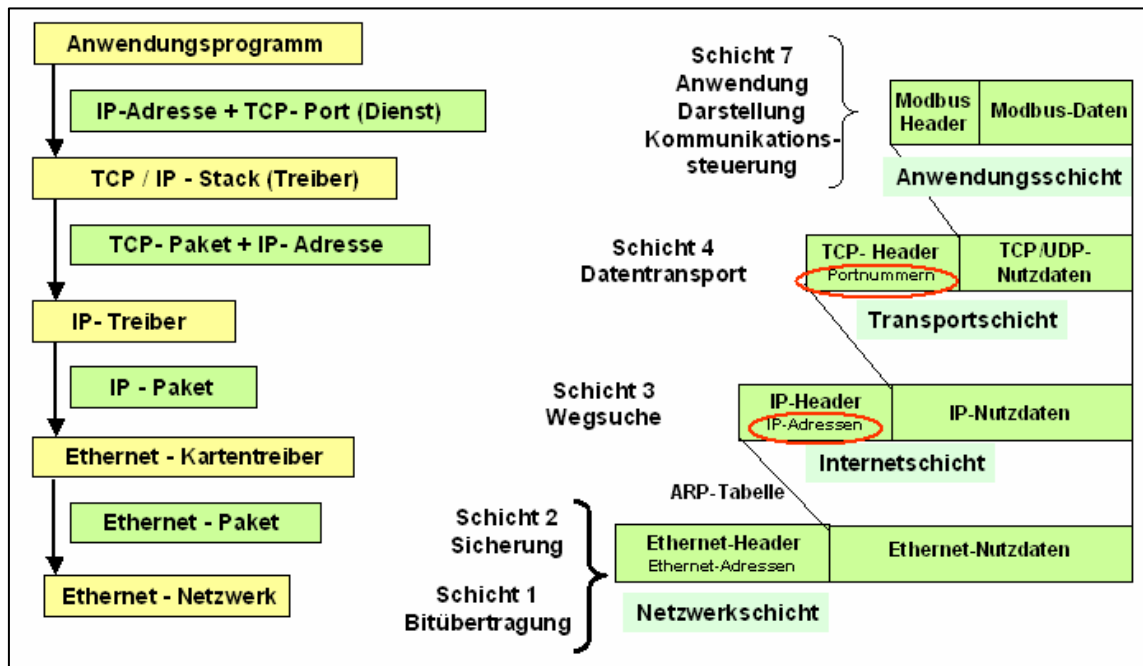 Anwendungsprogramm
IP-Adresse + TCP- Port (Dienst)
TCP / IP - Stack (Treiber)
TCP- Paket + IP- Adresse
IP- Treiber
IP - Paket
Ethernet - Kartentreiber
Ethernet - Paket
Ethernet - Netzwerk
Schicht 7
Anwendung
Darstellung
Kommunikations-
steuerung
Modbus
Header
Modbus-Daten
Anwendungsschicht
Schicht 4
Datentransport
TCP- Header
Portnummern
TCP/UDP-
Nutzdaten
Transportschicht
Schicht 3
Wegsuche
IP-Header
IP-Adressen
IP-Nutzdaten
Internetschicht
ARP-Tabelle
Schicht 2
Sicherung
Schicht 1
Bitübertragung
Ethernet-Header
Ethernet-Adressen
Ethernet-Nutzdaten
Netzwerkschicht